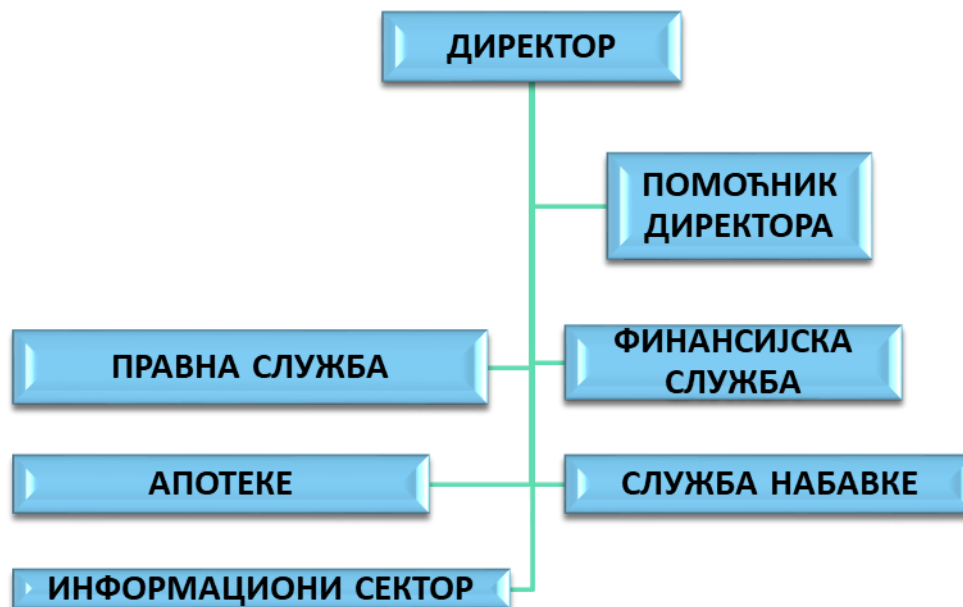 ДИРЕКТОР
ПОМОЋНИК
ДИРЕКТОРА
ПРАВНА СЛУЖБА
ФИНАНСИЈСКА
СЛУЖБА
АПОТЕКЕ
СЛУЖБА НАБАВКЕ
ИНФОРМАЦИОНИ СЕКТОР